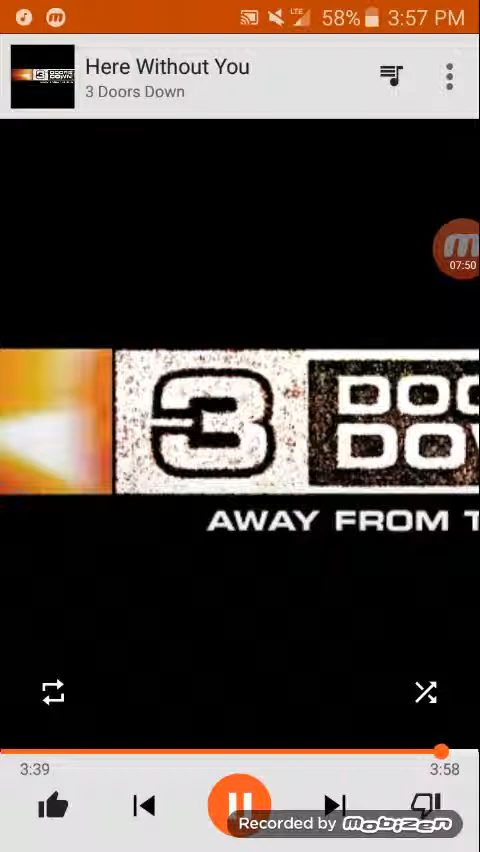 LTE 58% 3:57 PM
Here Without You
3 Doors Down
07:50
3
AWAY FROM
3:39
3:58
Recorded by mobizen